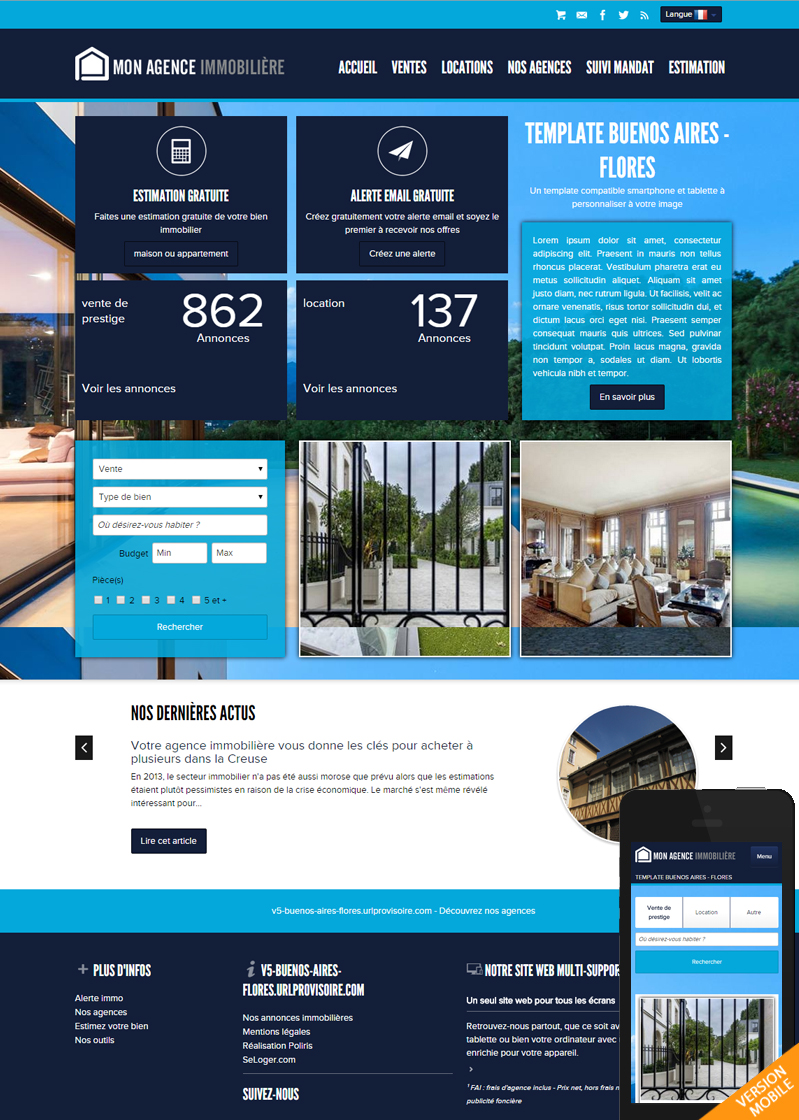 Langue
MON AGENCE IMMOBILIÈRE
ACCUEIL VENTES LOCATIONS NOS AGENCES SUIVI MANDAT ESTIMATION
ESTIMATION GRATUITE
Faites une estimation gratuite de votre bien
immobilier
maison ou appartement
ALERTE EMAIL GRATUITE
Créez gratuitement votre alerte email et soyez le
premier à recevoir nos offres
Créez une alerte
TEMPLATE BUENOS AIRES -
FLORES
Un template compatible smartphone et tablette à
personnaliser à votre image
Lorem ipsum dolor sit amet, consectetur
adipiscing elit. Praesent in mauris non tellus
rhoncus placerat. Vestibulum pharetra erat eu
metus sollicitudin aliquet. Aliquam sit amet
justo diam, nec rutrum ligula. Ut facilisis, velit ac
ornare venenatis, risus tortor sollicitudin dui, et
dictum lacus orci eget nisi. Praesent semper
consequat mauris quis ultrices. Sed pulvinar
tincidunt volutpat. Proin lacus magna, gravida
non tempor a, sodales ut diam. Ut lobortis
vehicula nibh et tempor.
En savoir plus
vente de
prestige
862
Annonces
Voir les annonces
location
137
Annonces
Voir les annonces
Vente
Type de bien
Où désirez-vous habiter ?
Budget Min Max
Pièce(s)
1 2 3 4 5 et +
Rechercher
NOS DERNIÈRES ACTUS
Votre agence immobilière vous donne les clés pour acheter à
plusieurs dans la Creuse
En 2013, le secteur immobilier n'a pas été aussi morose que prévu alors que les estimations
étaient plutôt pessimistes en raison de la crise économique. Le marché s'est même révélé
intéressant pour...
Lire cet article
v5-buenos-aires-flores.urlprovisoire.com - Découvrez nos agences
PLUS D'INFOS
Alerte immo
Nos agences
Estimez votre bien
Nos outils
V5-BUENOS-AIRES-
FLORES.URLPROVISOIRE.COM
Nos annonces immobilières
Mentions légales
Réalisation Poliris
SeLoger.com
SUIVEZ-NOUS
NOTRE SITE WEB MULTI-SUPPO
Un seul site web pour tous les écrans
Retrouvez-nous partout, que ce soit av
tablette ou bien votre ordinateur avec
enrichie pour votre appareil.
1 FAI : frais d'agence inclus - Prix net, hors frais n
publicité foncière
MON AGENCE IMMOBILIÈRE
Menu
TEMPLATE BUENOS AIRES - FLORES
Vente de
prestige
Location
Autre
Où désirez-vous habiter ?
Rechercher
VERSION
MOBILE